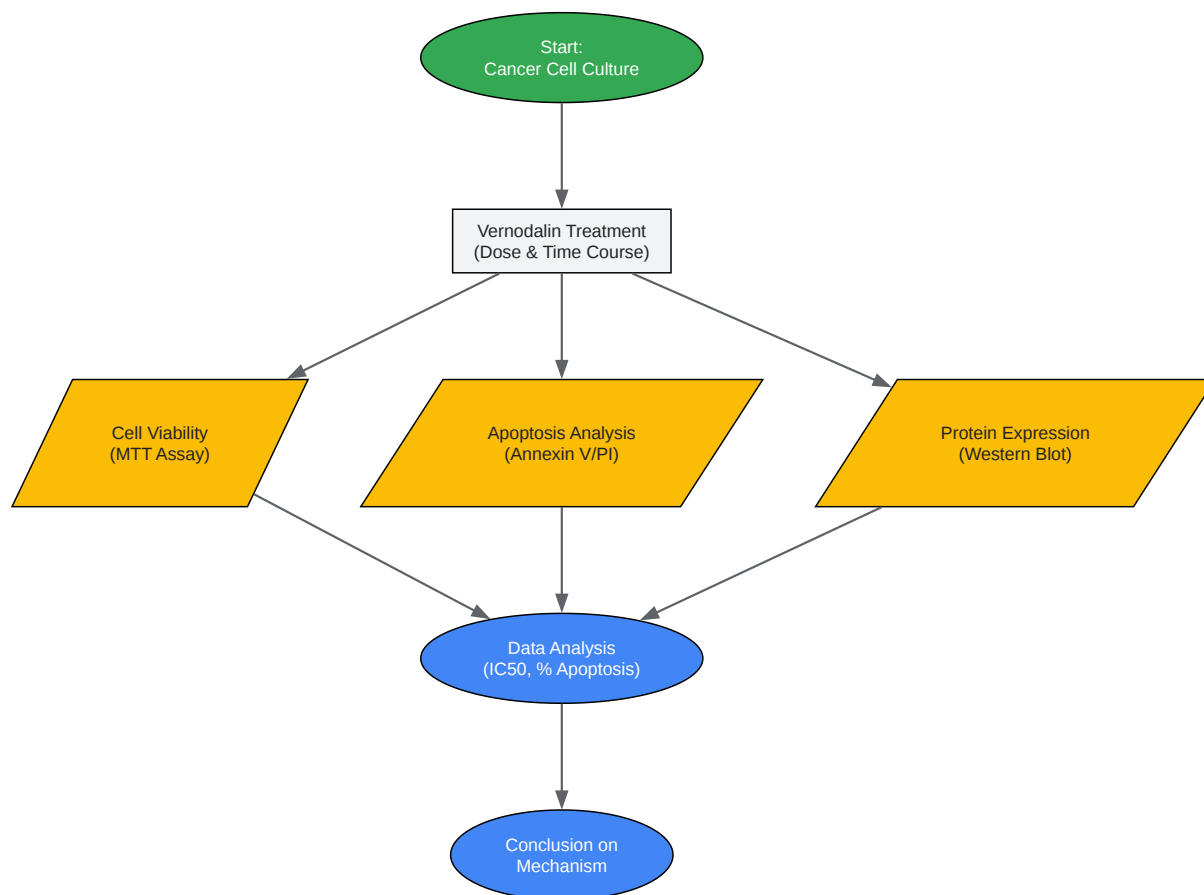 Start:
Cancer Cell Culture
Vernodalin Treatment
(Dose & Time Course)
Cell Viability
(MTT Assay)
Apoptosis Analysis
(Annexin V/PI)
Protein Expression
(Western Blot)
Data Analysis
(IC50, % Apoptosis)
Conclusion on
Mechanism